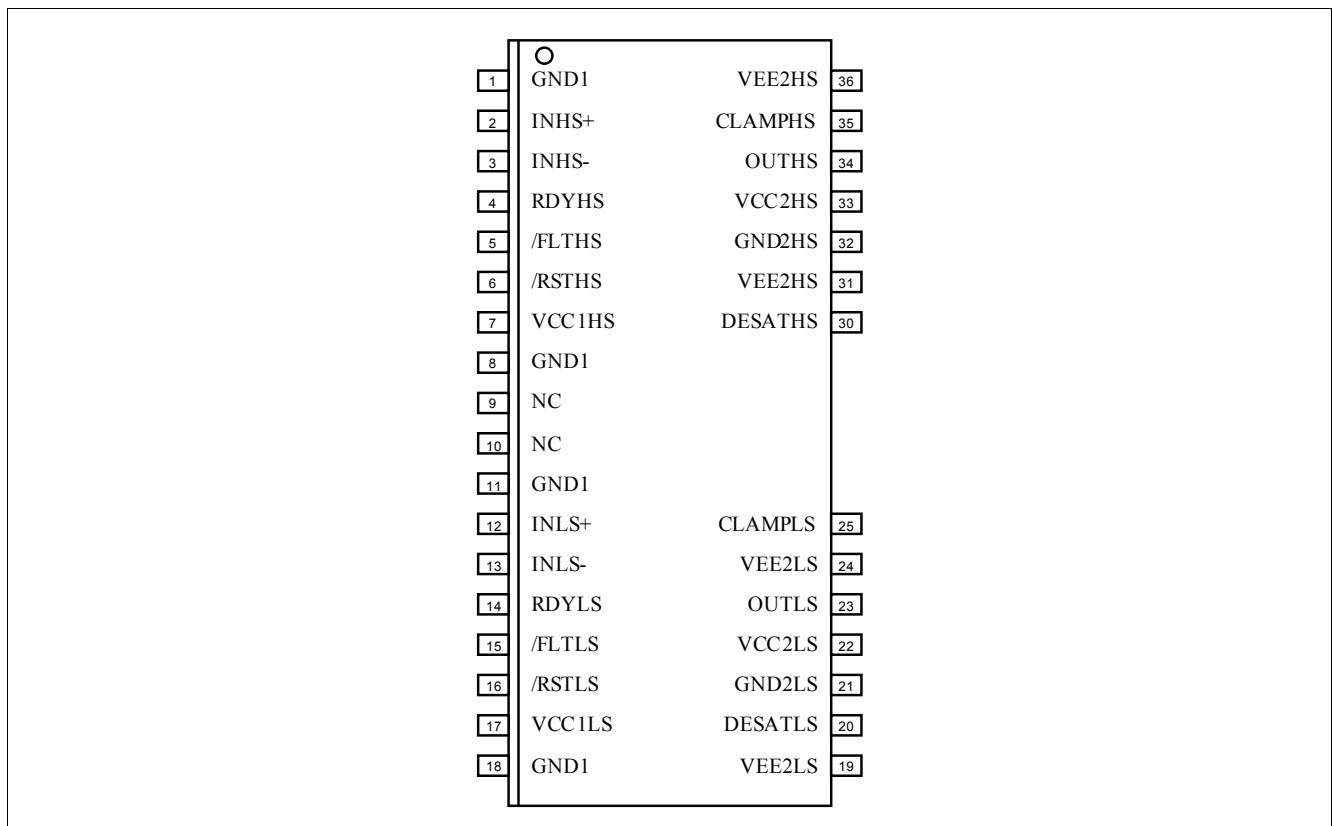 1 GND1 VEE2HS 36
2 INHS+ CLAMPHS 35
3 INHS- OUTHS 34
4 RDYHS VCC2HS 33
5 /FLTHS GND2HS 32
6 /RSTHS VEE2HS 31
7 VCC1HS DESATHS 30
8 GND1
9 NC
10 NC
11 GND1
12 INLS+ CLAMPLS 25
13 INLS- VEE2LS 24
14 RDYLS OUTLS 23
15 /FLTLS VCC2LS 22
16 /RSTLS GND2LS 21
17 VCC1LS DESATLS 20
18 GND1 VEE2LS 19